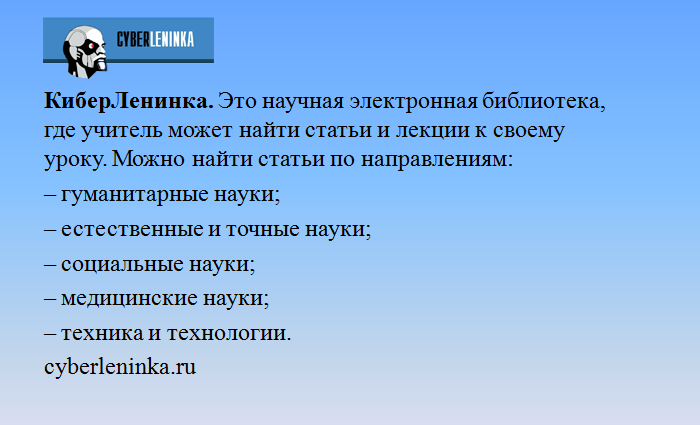 CYBERLENINKA
КиберЛенинка. Это научная электронная библиотека,
где учитель может найти статьи и лекции к своему
уроку. Можно найти статьи по направлениям:
– гуманитарные науки;
– естественные и точные науки;
– социальные науки;
– медицинские науки;
– техника и технологии.
cyberleninka.ru